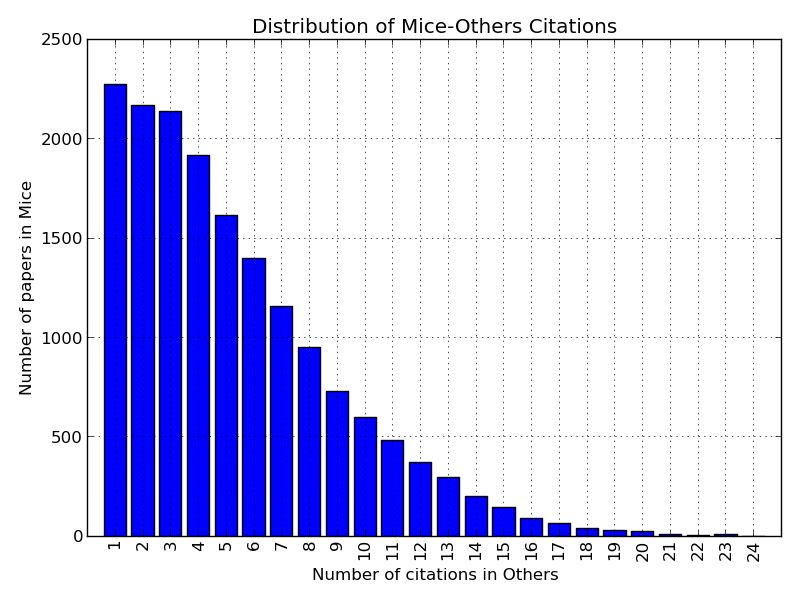 Distribution of Mice-Others Citations
2500
2000
1500
1000
500
0
Number of papers in Mice
1 2 3 4 5 6 7 8 9 10 11 12 13 14 15 16 17 18 19 20 21 22 23 24
Number of citations in Others